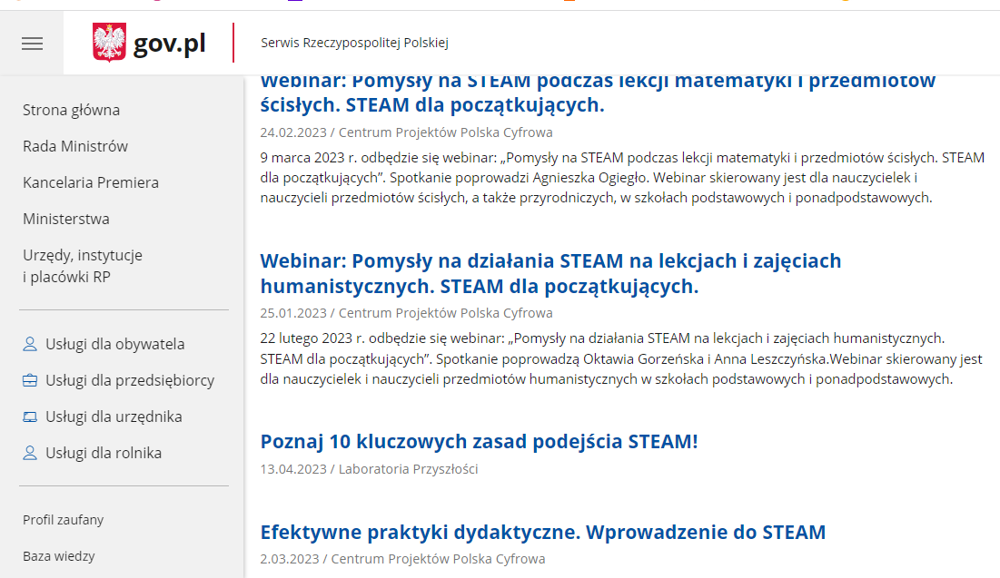 gov.pl
Serwis Rzeczypospolitej Polskiej
Strona główna
Rada Ministrów
Kancelaria Premiera
Ministerstwa
Urzędy, instytucje
i placówki RP
Usługi dla obywatela
Usługi dla przedsiębiorcy
Usługi dla urzędnika
Usługi dla rolnika
Profil zaufany
Baza wiedzy
Webinar: Pomysły na STEAM podczas lekcji matematyki i przedmiotów
ścisłych. STEAM dla początkujących.
24.02.2023 / Centrum Projektów Polska Cyfrowa
9 marca 2023 r. odbędzie się webinar: „Pomysły na STEAM podczas lekcji matematyki i przedmiotów ścisłych. STEAM
dla początkujących”. Spotkanie poprowadzi Agnieszka Ogiegło. Webinar skierowany jest dla nauczycielek i
nauczycieli przedmiotów ścisłych, a także przyrodniczych, w szkołach podstawowych i ponadpodstawowych.
Webinar: Pomysły na działania STEAM na lekcjach i zajęciach
humanistycznych. STEAM dla początkujących.
25.01.2023 / Centrum Projektów Polska Cyfrowa
22 lutego 2023 r. odbędzie się webinar: „Pomysły na działania STEAM na lekcjach i zajęciach humanistycznych.
STEAM dla początkujących”. Spotkanie poprowadzą Oktawia Gorzeńska i Anna Leszczyńska.Webinar skierowany jest
dla nauczycielek i nauczycieli przedmiotów humanistycznych w szkołach podstawowych i ponadpodstawowych.
Poznaj 10 kluczowych zasad podejścia STEAM!
13.04.2023 / Laboratoria Przyszłości
Efektywne praktyki dydaktyczne. Wprowadzenie do STEAM
2.03.2023 / Centrum Projektów Polska Cyfrowa